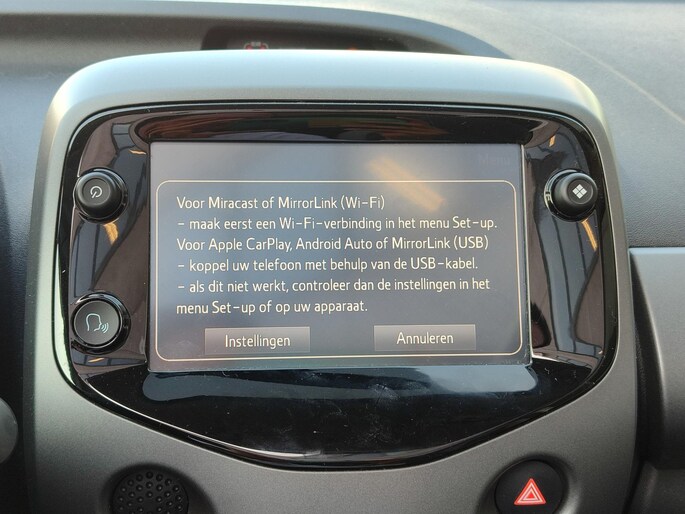 Voor Miracast of MirrorLink (Wi-Fi)
- maak eerst een Wi-Fi-verbinding in het menu Set-up.
Voor Apple CarPlay, Android Auto of MirrorLink (USB)
- koppel uw telefoon met behulp van de USB-kabel.
- als dit niet werkt, controleer dan de instellingen in het
menu Set-up of op uw apparaat.
Instellingen
Annuleren